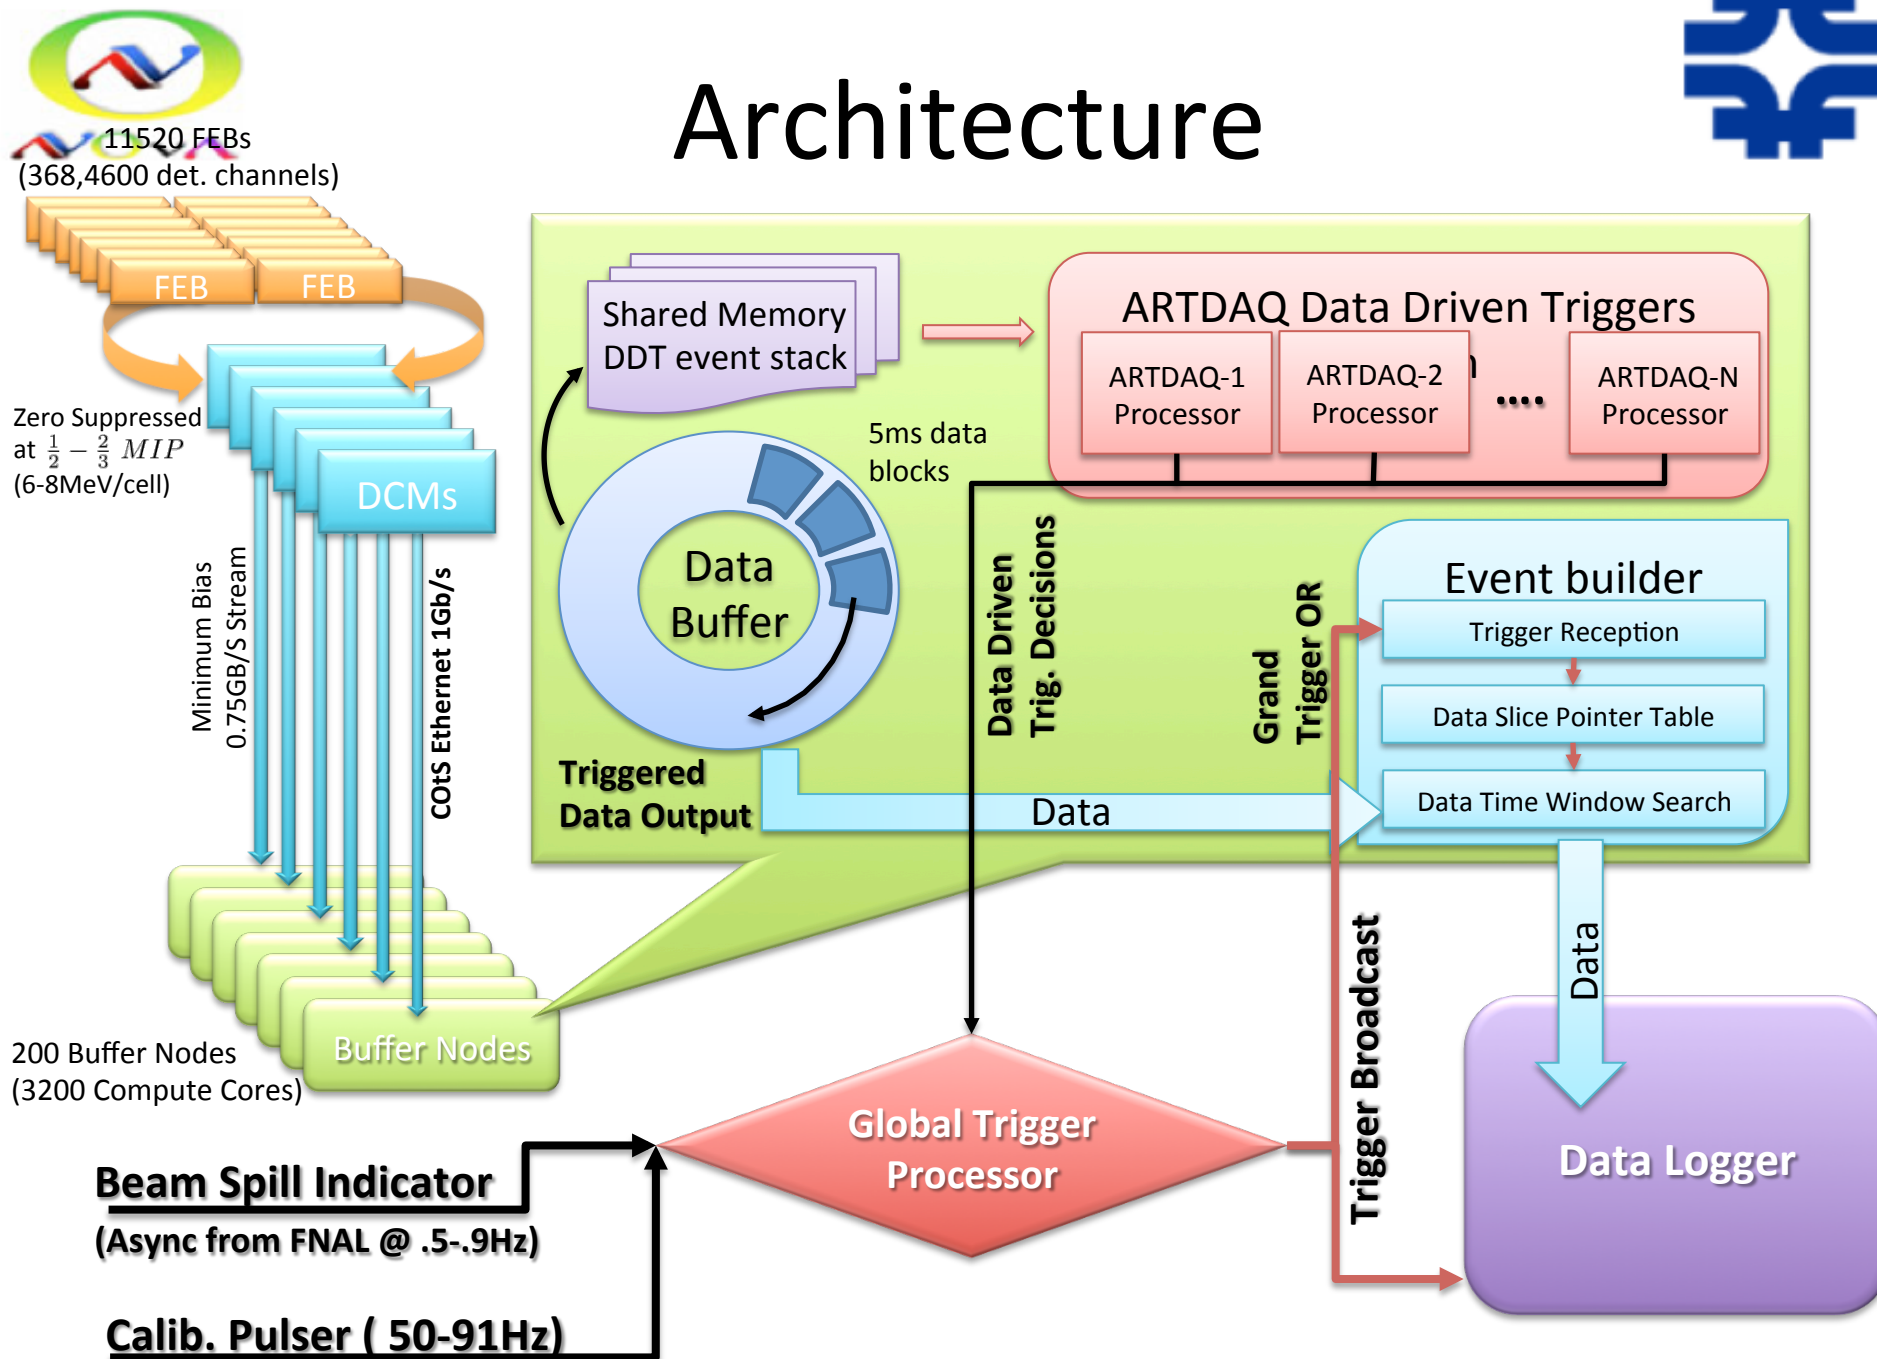 Architecture
NOVA
11520 FEBs
(368,4600 det. channels)
FEB
FEB
Zero Suppressed
at 1/2 − 2/3 MIP
(6-8MeV/cell)
DCMs
Minimum Bias
0.75GB/S Stream
COtS Ethernet 1Gb/s
Buffer Nodes
200 Buffer Nodes
(3200 Compute Cores)
Shared Memory
DDT event stack
5ms data
blocks
Data
Buffer
Triggered
Data Output
Data
ARTDAQ Data Driven Triggers
ARTDAQ-1
Processor
ARTDAQ-2
Processor
....
ARTDAQ-N
Processor
Data Driven
Trig. Decisions
Grand
Trigger OR
Event builder
Trigger Reception
Data Slice Pointer Table
Data Time Window Search
Data
Trigger Broadcast
Data Logger
Global Trigger
Processor
Beam Spill Indicator
(Async from FNAL @ .5-.9Hz)
Calib. Pulser ( 50-91Hz)